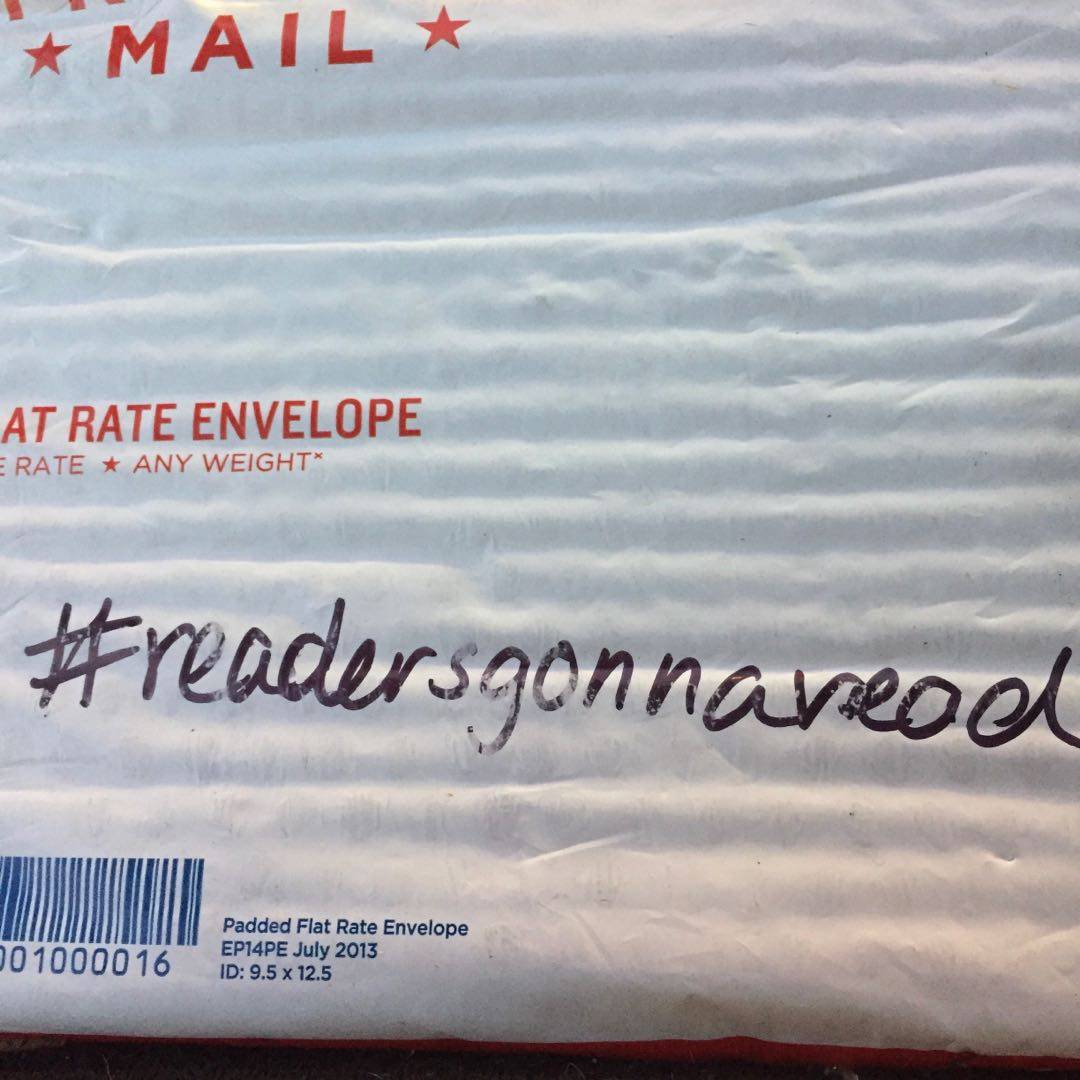 ★ MAIL ★
AT RATE ENVELOPE
E RATE ★ ANY WEIGHT*
#readersgonnaread
001000016
Padded Flat Rate Envelope
EP14PE July 2013
ID: 9.5 x 12.5